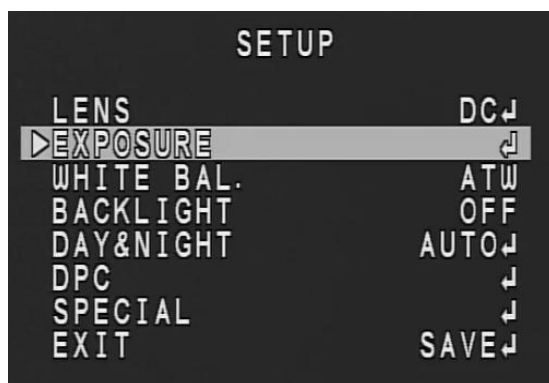 SETUP
LENS DC↲
▷EXPOSURE ↲
WHITE BAL. ATW
BACKLIGHT OFF
DAY&NIGHT AUTO↲
DPC ↲
SPECIAL ↲
EXIT SAVE↲